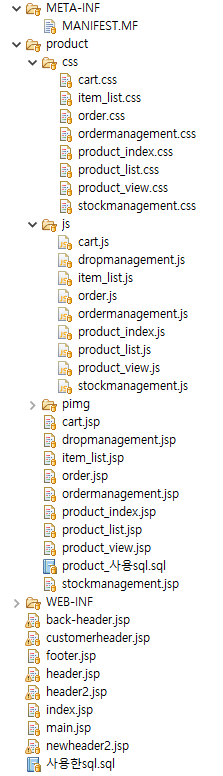 META-INF
MANIFEST.MF
product
css
cart.css
item_list.css
order.css
ordermanagement.css
product_index.css
product_list.css
product_view.css
stockmanagement.css
js
cart.js
dropmanagement.js
item_list.js
order.js
ordermanagement.js
product_index.js
product_list.js
product_view.js
stockmanagement.js
pimg
cart.jsp
dropmanagement.jsp
item_list.jsp
order.jsp
ordermanagement.jsp
product_index.jsp
product_list.jsp
product_view.jsp
product_사용sql.sql
stockmanagement.jsp
WEB-INF
back-header.jsp
customerheader.jsp
footer.jsp
header.jsp
header2.jsp
index.jsp
main.jsp
newheader2.jsp
사용한sql.sql